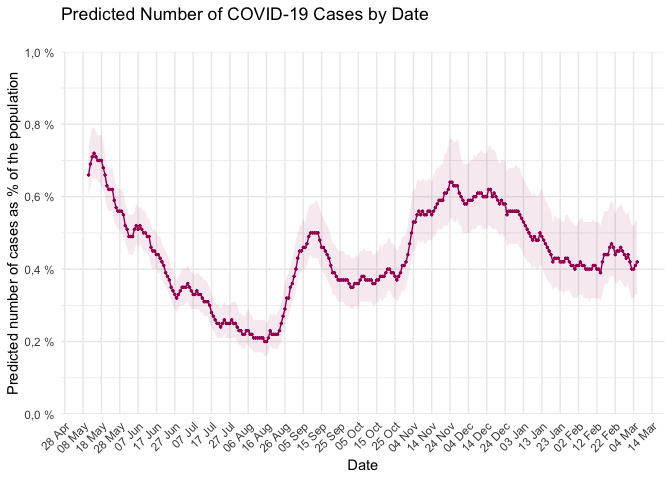 Predicted Number of COVID-19 Cases by Date
Predicted number of cases as % of the population
1,0 %
0,8 %
0,6 %
0,4 %
0,2 %
0,0 %
28 Apr
08 May
18 May
28 May
07 Jun
17 Jun
27 Jun
07 Jul
17 Jul
27 Jul
06 Aug
16 Aug
26 Aug
05 Sep
15 Sep
25 Sep
05 Oct
15 Oct
25 Oct
04 Nov
14 Nov
24 Nov
04 Dec
14 Dec
24 Dec
03 Jan
13 Jan
23 Jan
02 Feb
12 Feb
22 Feb
04 Mar
14 Mar
Date